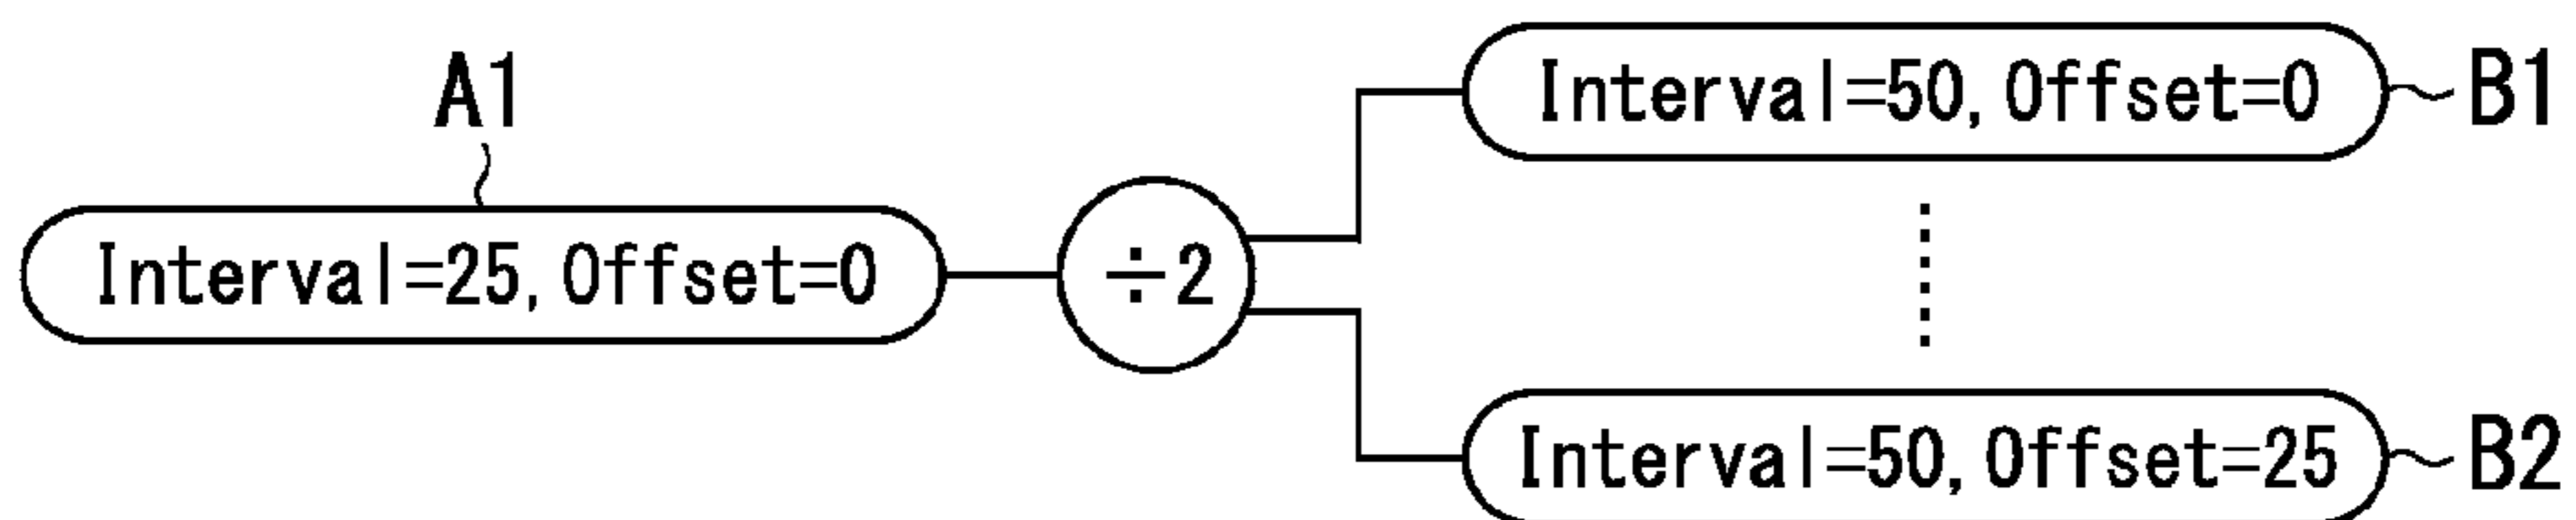 A1
Interval=25, Offset=0
÷2
Interval=50, Offset=0
B1
Interval=50, Offset=25
B2